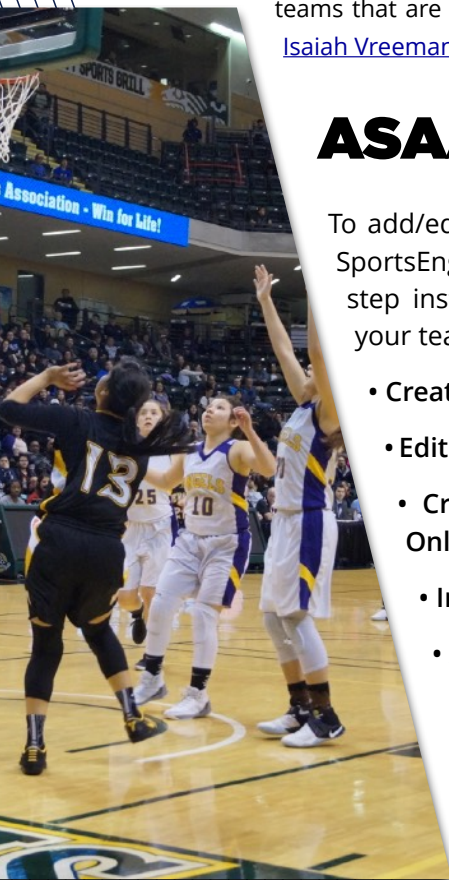 teams that are
Isaiah Vreeman
SPORTS GRILL
Association - Win for Life!
ASAA
To add/ed
SportsEng
step ins
your tea
• Creat
• Edit
• Cr
Onl
• I
•
13
25
10